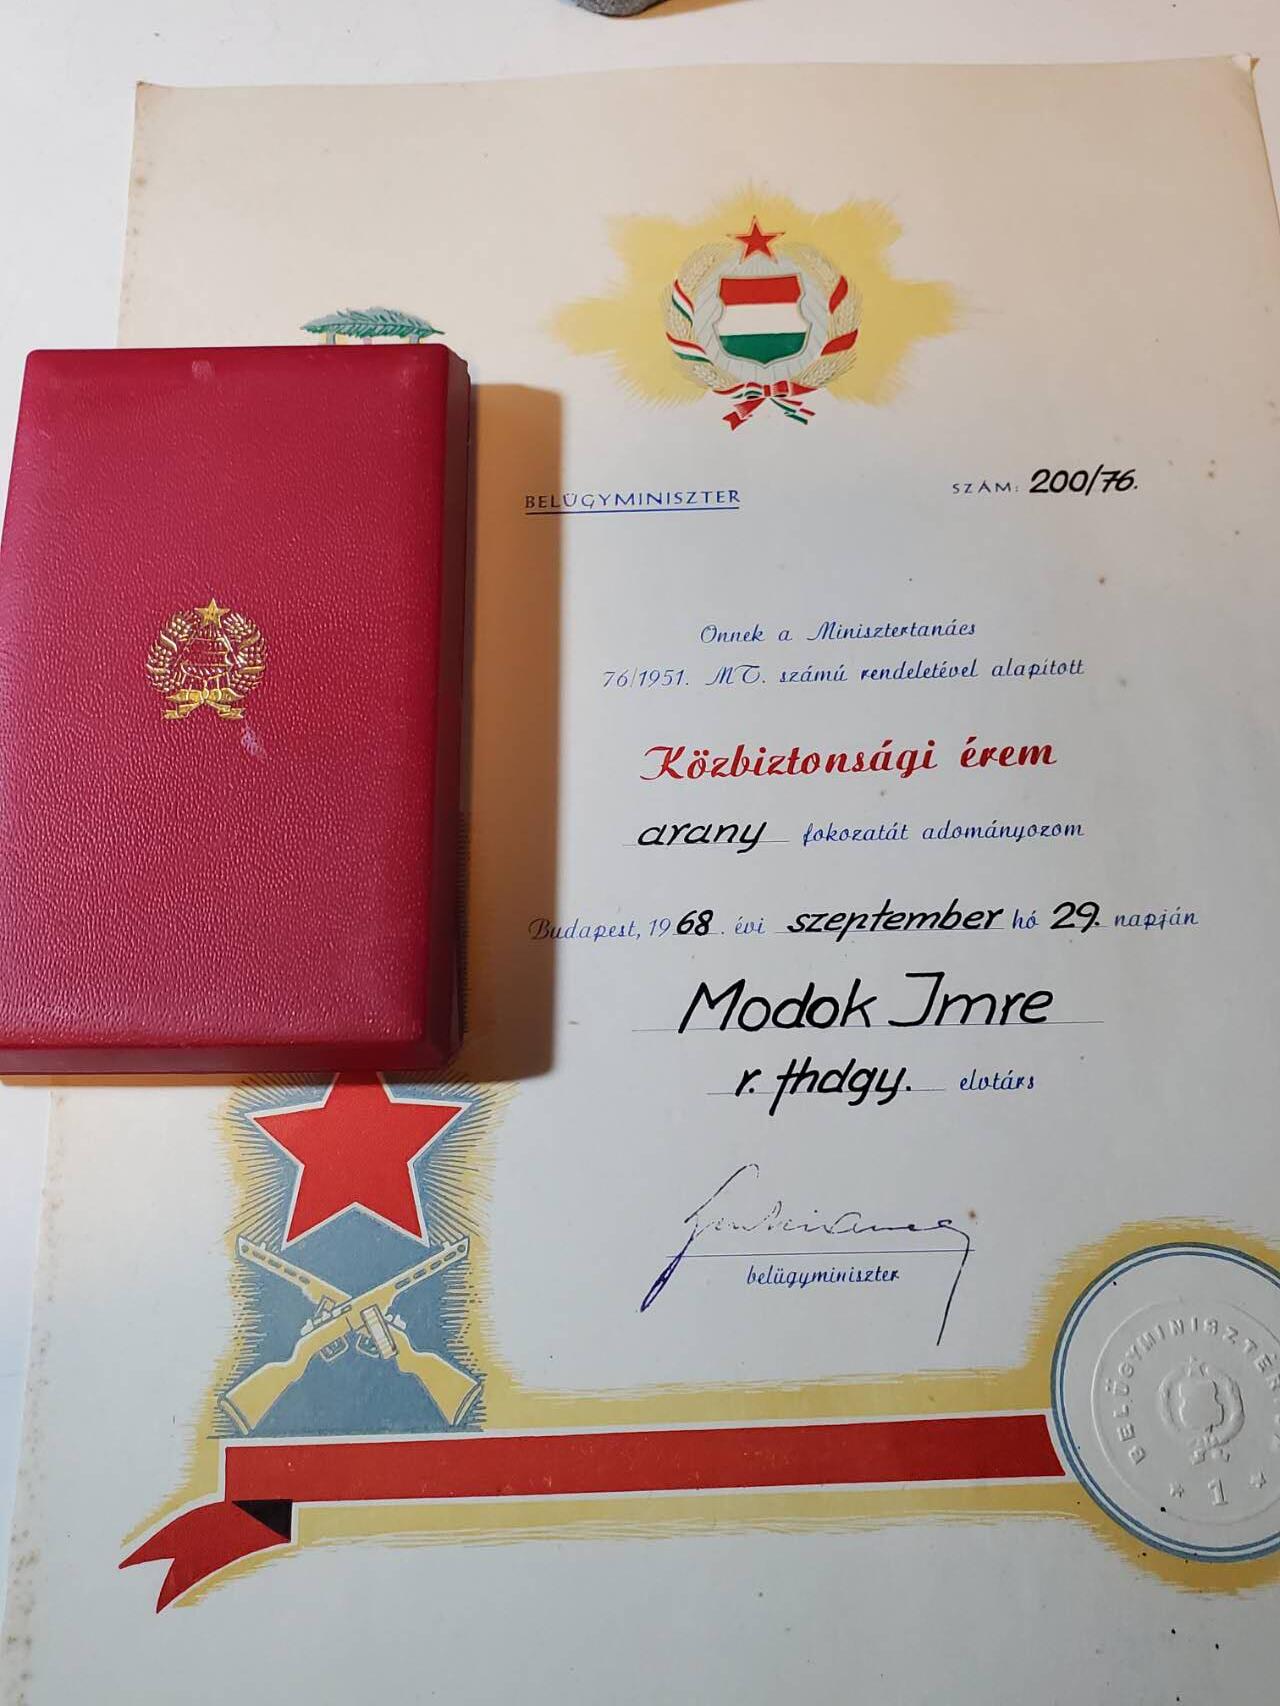 BELÜGYMINISZTER
SZÁM: 200/76.
Önnek a Minisztertanács
76/1951. MT. számú rendeletével alapított
Közbiztonsági érem
arany fokozatát adományozom
Budapest, 1968. évi szeptember hó 29. napján
Modok Imre
r. fhdgy. elvtárs
belügyminiszter
BELÜGYMINISZTER
* 1 *